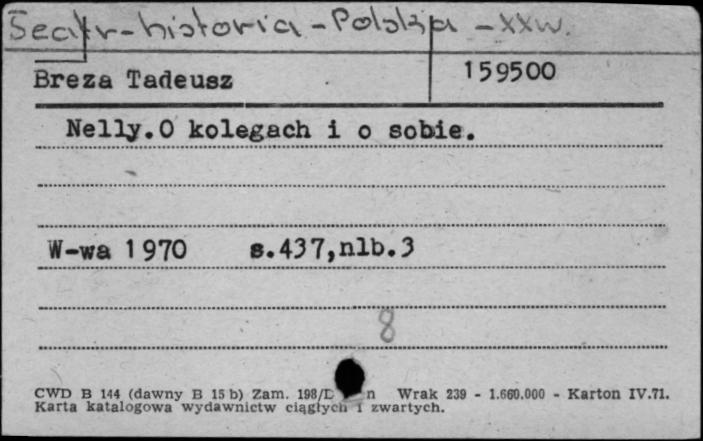 Teatr-historia-Polska-XXw.
Breza Tadeusz 159500
Nelly.O kolegach i o sobie.
W-wa 1970 s.437,nlb.3
8
CWD B 144 (dawny B 15 b) Zam. 198/D n Wrak 239 - 1.660.000 - Karton IV.71.
Karta katalogowa wydawnictw ciągłych i zwartych.